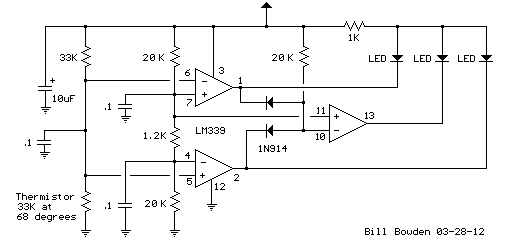 1K
33K
20K
20K
LED
LED
LED
3
6
-
1
+
10uF
.1
7
+
11
+
13
-
10
.1
1.2K
LM339
1N914
4
-
5
+
2
12
Thermistor
33K at
68 degrees
.1
20K
Bill Bowden 03-28-12